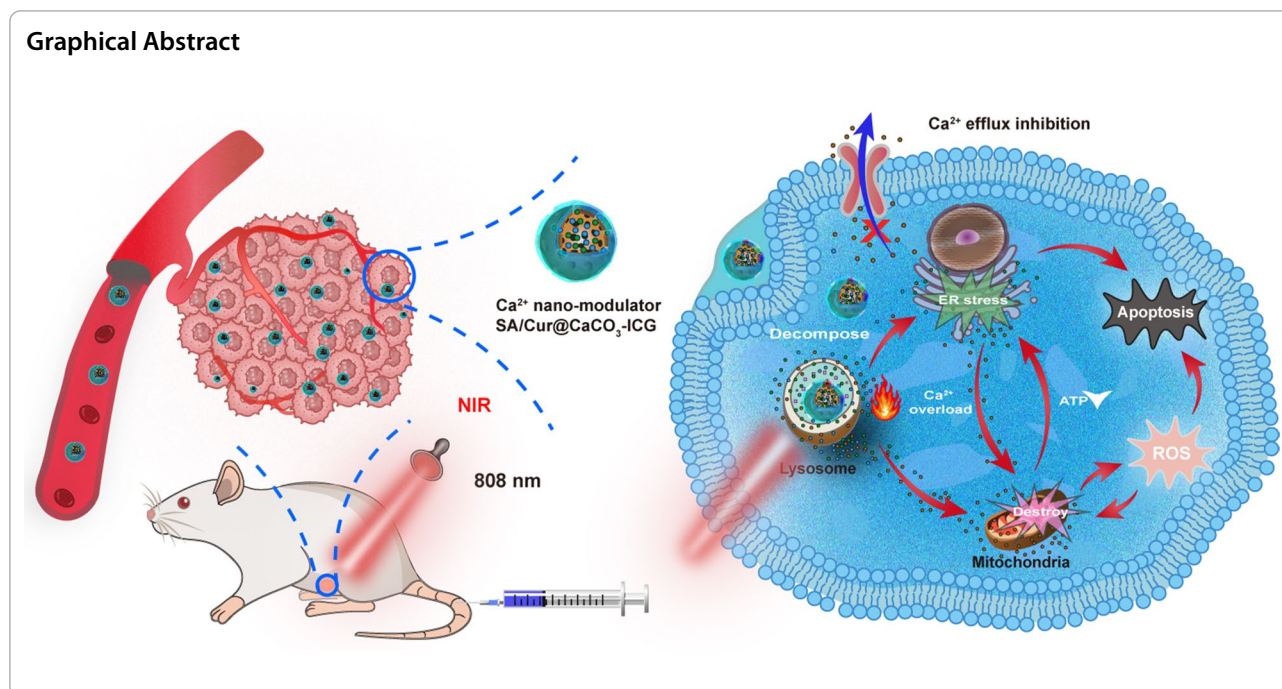 Graphical Abstract
Ca²⁺ efflux inhibition
Ca²⁺ nano-modulator
SA/Cur@CaCO₃-ICG
NIR
808 nm
ER stress
Apoptosis
Decompose
Ca²⁺
overload
ATP
Lysosome
ROS
Destroy
Mitochondria